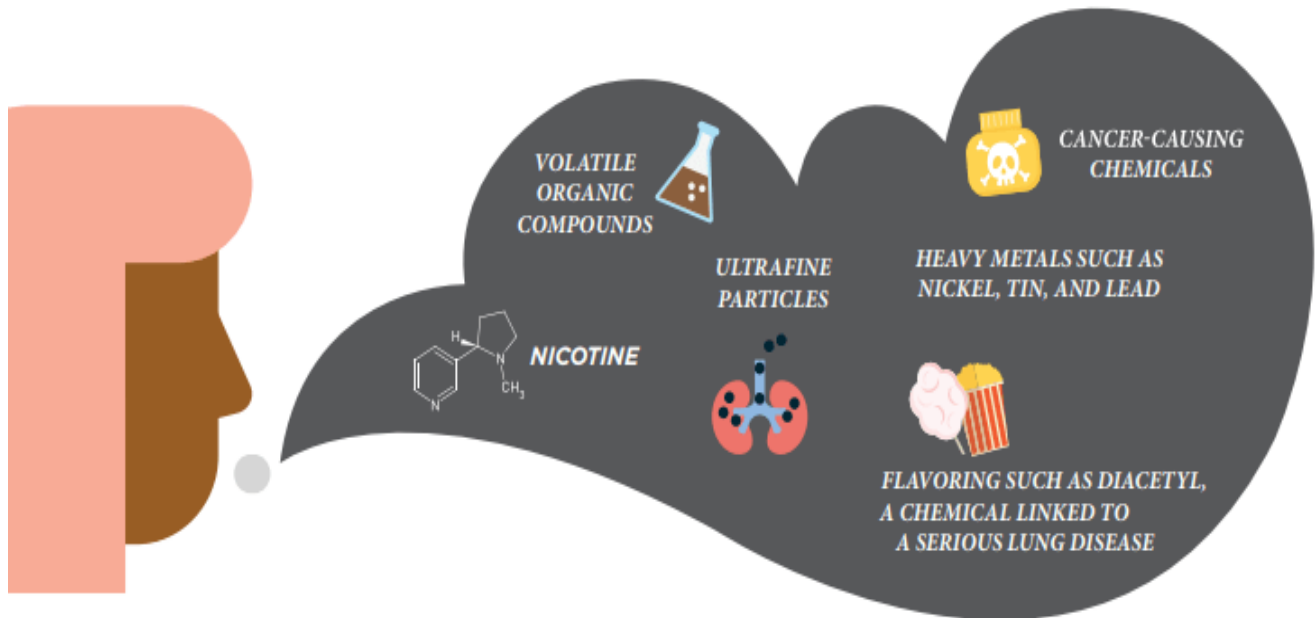 VOLATILE
ORGANIC
COMPOUNDS
CANCER-CAUSING
CHEMICALS
ULTRAFINE
PARTICLES
HEAVY METALS SUCH AS
NICKEL, TIN, AND LEAD
H
N
CH₃
N
NICOTINE
FLAVORING SUCH AS DIACETYL,
A CHEMICAL LINKED TO
A SERIOUS LUNG DISEASE